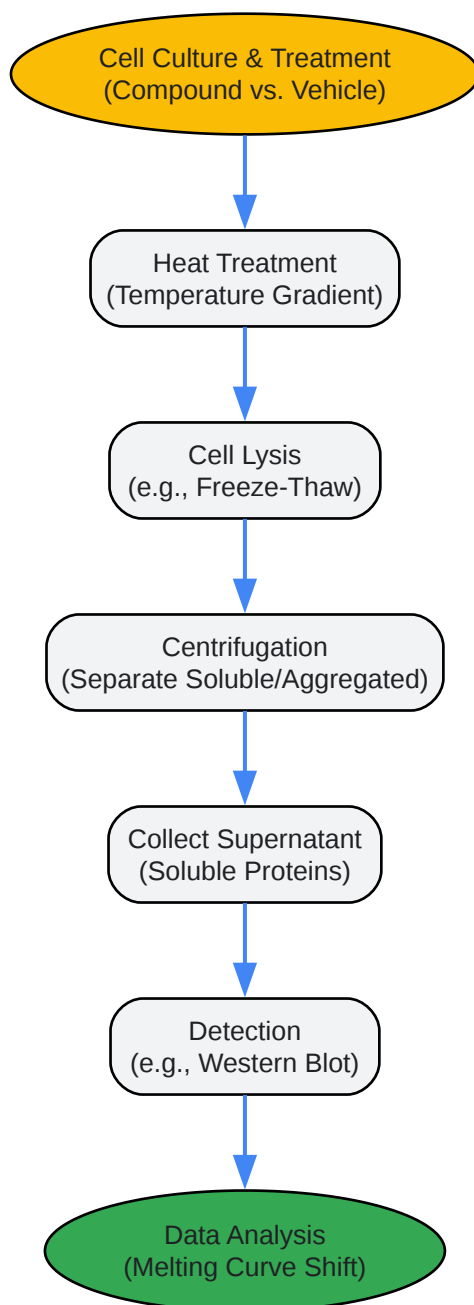 Cell Culture & Treatment
(Compound vs. Vehicle)
Heat Treatment
(Temperature Gradient)
Cell Lysis
(e.g., Freeze-Thaw)
Centrifugation
(Separate Soluble/Aggregated)
Collect Supernatant
(Soluble Proteins)
Detection
(e.g., Western Blot)
Data Analysis
(Melting Curve Shift)